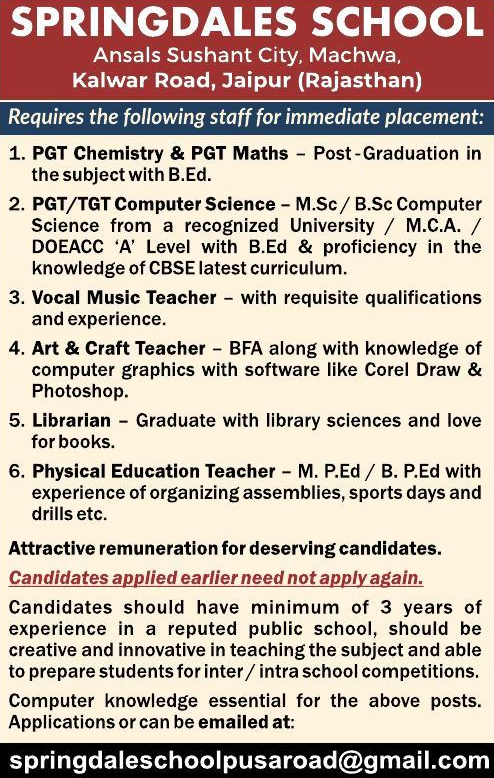 SPRINGDALES SCHOOL
Ansals Sushant City, Machwa,
Kalwar Road, Jaipur (Rajasthan)
Requires the following staff for immediate placement:
1. PGT Chemistry & PGT Maths – Post-Graduation in
the subject with B.Ed.
2. PGT/TGT Computer Science – M.Sc / B.Sc Computer
Science from a recognized University / M.C.A. /
DOEACC ‘A’ Level with B.Ed & proficiency in the
knowledge of CBSE latest curriculum.
3. Vocal Music Teacher – with requisite qualifications
and experience.
4. Art & Craft Teacher – BFA along with knowledge of
computer graphics with software like Corel Draw &
Photoshop.
5. Librarian – Graduate with library sciences and love
for books.
6. Physical Education Teacher – M. P.Ed / B. P.Ed with
experience of organizing assemblies, sports days and
drills etc.
Attractive remuneration for deserving candidates.
Candidates applied earlier need not apply again.
Candidates should have minimum of 3 years of
experience in a reputed public school, should be
creative and innovative in teaching the subject and able
to prepare students for inter / intra school competitions.
Computer knowledge essential for the above posts.
Applications or can be emailed at:
springdaleschoolpusaroad@gmail.com